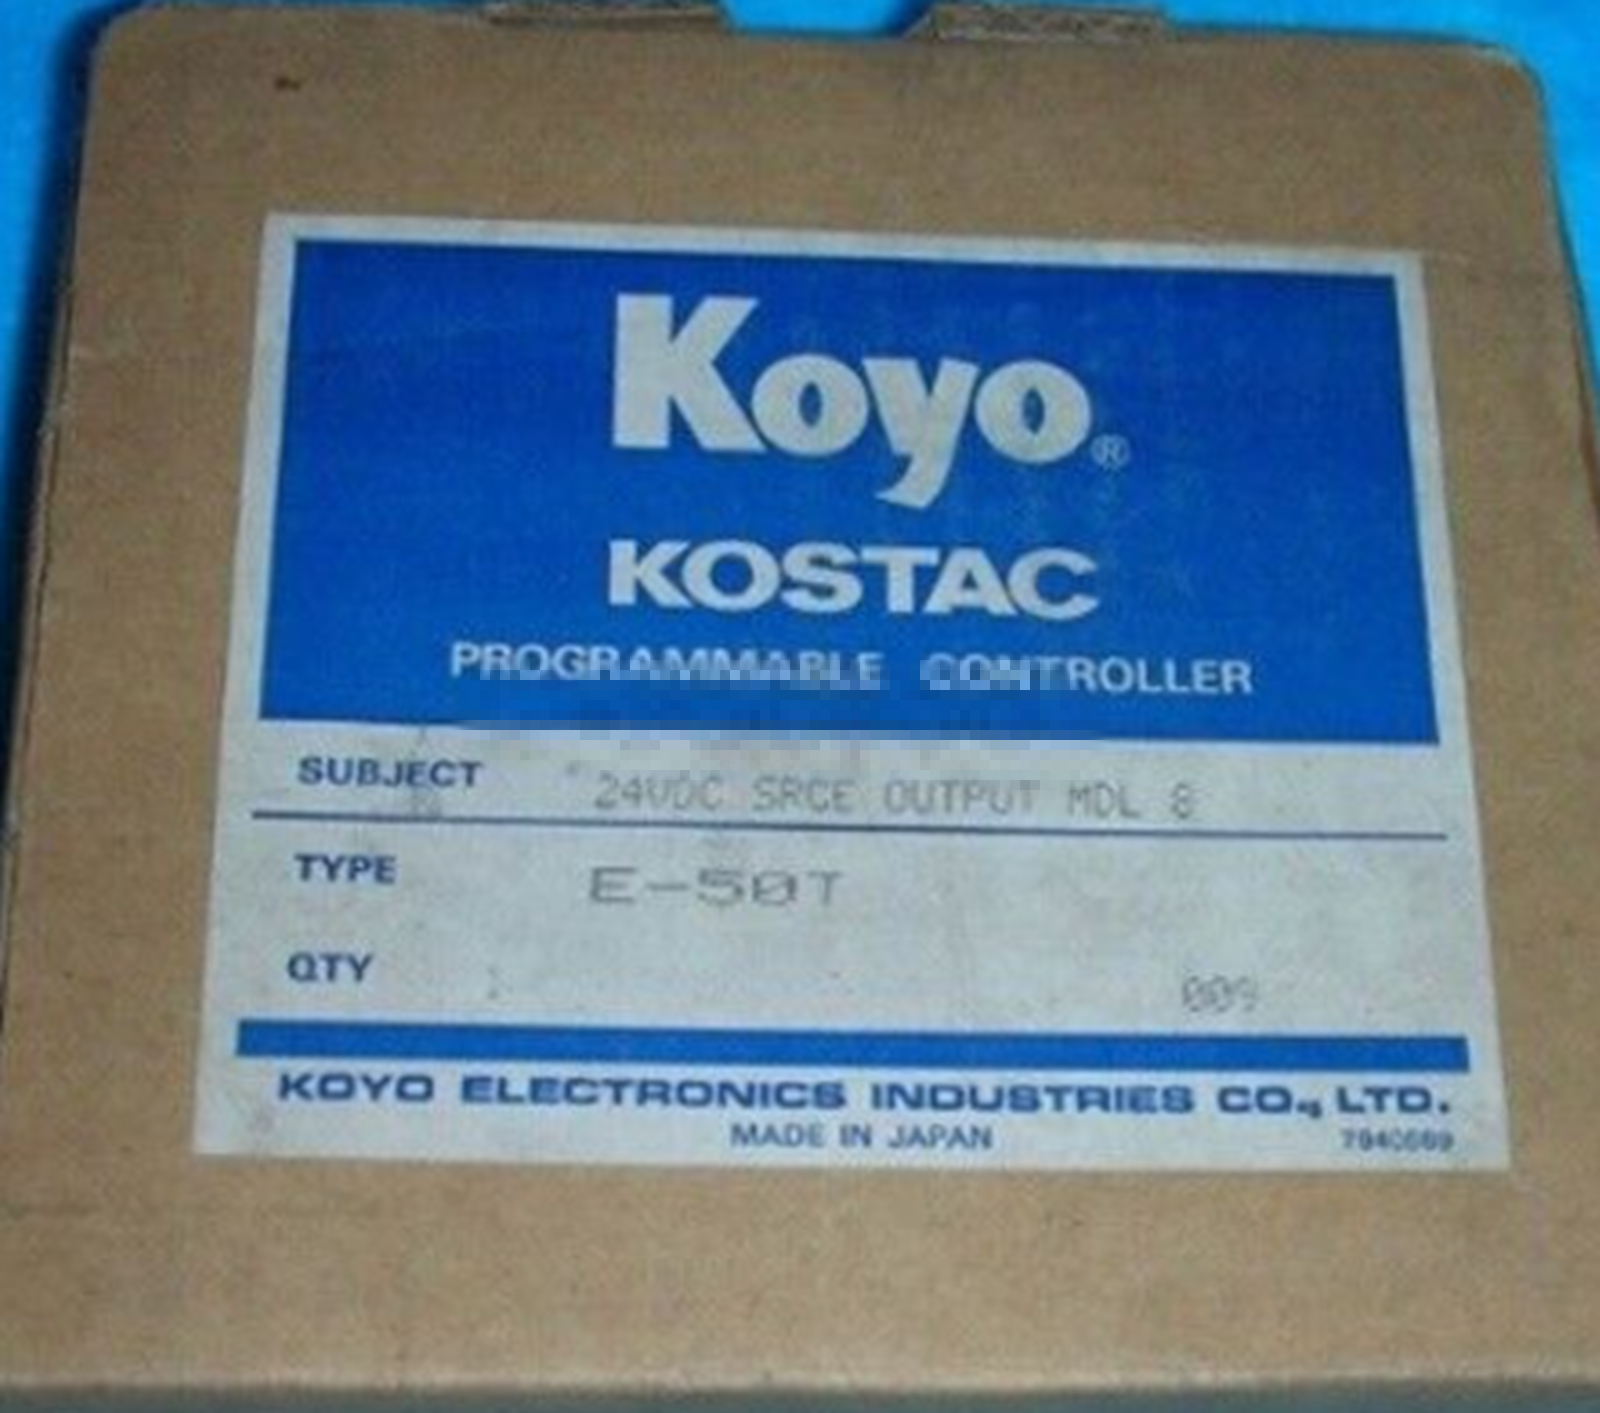 Koyo®
KOSTAC
PROGRAMMABLE CONTROLLER
SUBJECT 24VDC SRCE OUTPUT MDL 8
TYPE E-50T
QTY 009
KOYO ELECTRONICS INDUSTRIES CO., LTD.
MADE IN JAPAN